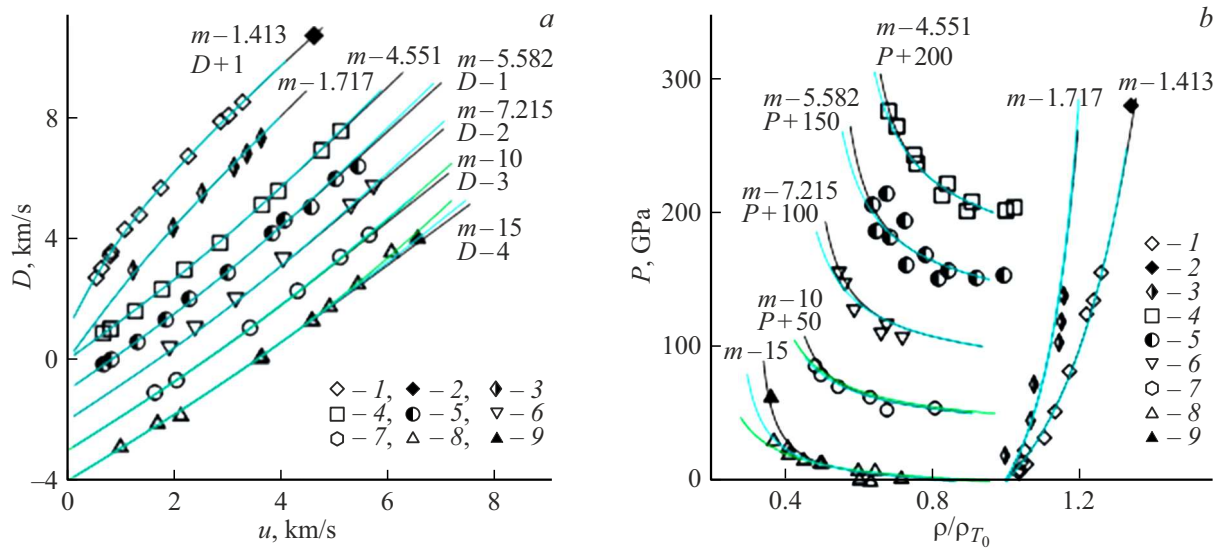 a
m−1.413
D+1
m−1.717
m−4.551
m−5.582
D−1
m−7.215
D−2
m−10
D−3
m−15
D−4
8
4
0
−4
D, km/s
0 2 4 6 8
u, km/s
−1, −2, −3
−4, −5, −6
−7, −8, −9
b
m−4.551
P+200
m−5.582
P+150
m−7.215
P+100
m−10
P+50
m−15
m−1.717
m−1.413
300
200
100
0
P, GPa
0.4 0.8 1.2
ρ/ρT0
−1
−2
−3
−4
−5
−6
−7
−8
−9